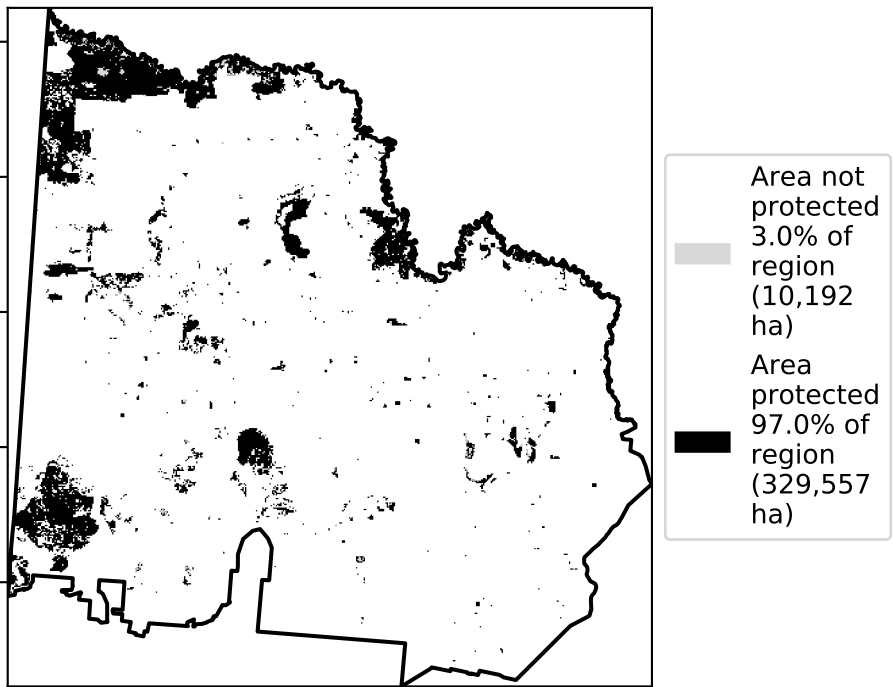 Area not
protected
3.0% of
region
(10,192
ha)
Area
protected
97.0% of
region
(329,557
ha)